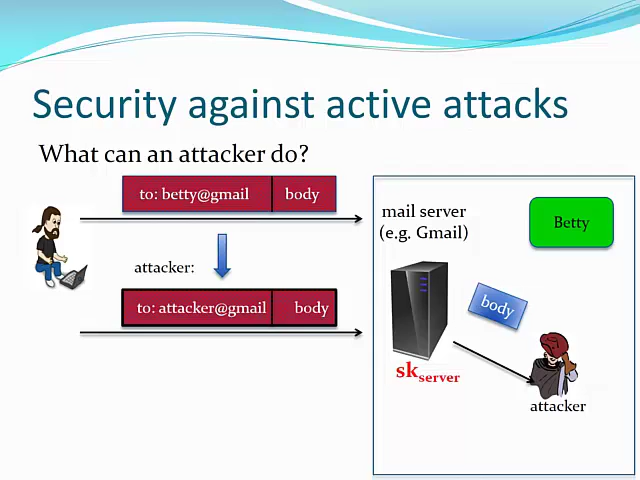 Security against active attacks
What can an attacker do?
to: betty@gmail body
mail server
(e.g. Gmail)
Betty
attacker:
to: attacker@gmail body
body
skserver
attacker